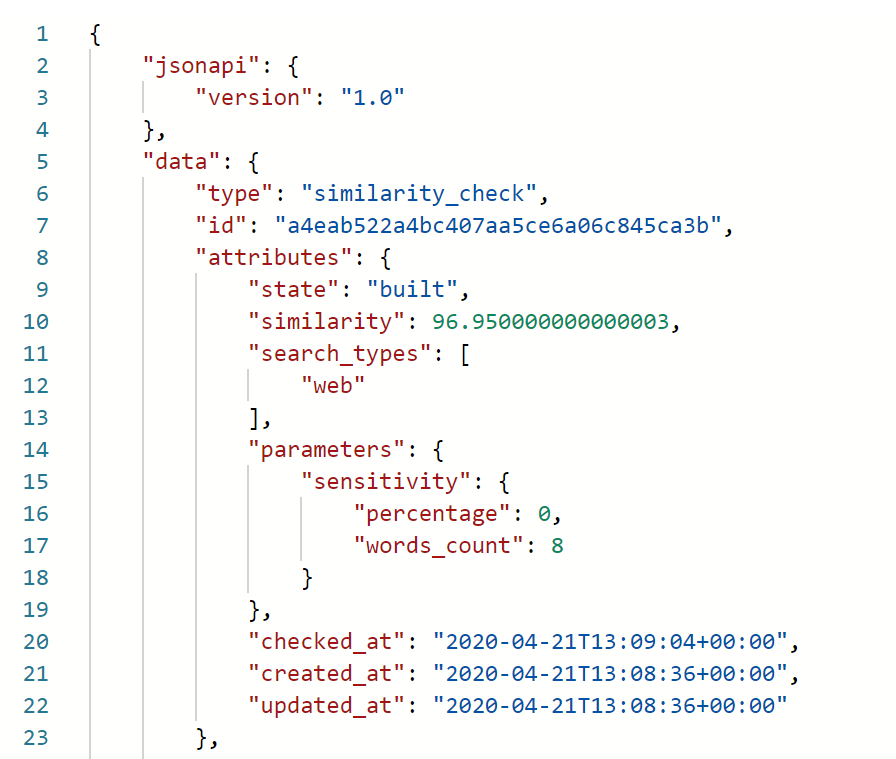 1 {
2     "jsonapi": {
3         "version": "1.0"
4     },
5     "data": {
6         "type": "similarity_check",
7         "id": "a4eab522a4bc407aa5ce6a06c845ca3b",
8         "attributes": {
9             "state": "built",
10             "similarity": 96.950000000000003,
11             "search_types": [
12                 "web"
13             ],
14             "parameters": {
15                 "sensitivity": {
16                     "percentage": 0,
17                     "words_count": 8
18                 }
19             },
20             "checked_at": "2020-04-21T13:09:04+00:00",
21             "created_at": "2020-04-21T13:08:36+00:00",
22             "updated_at": "2020-04-21T13:08:36+00:00"
23         },